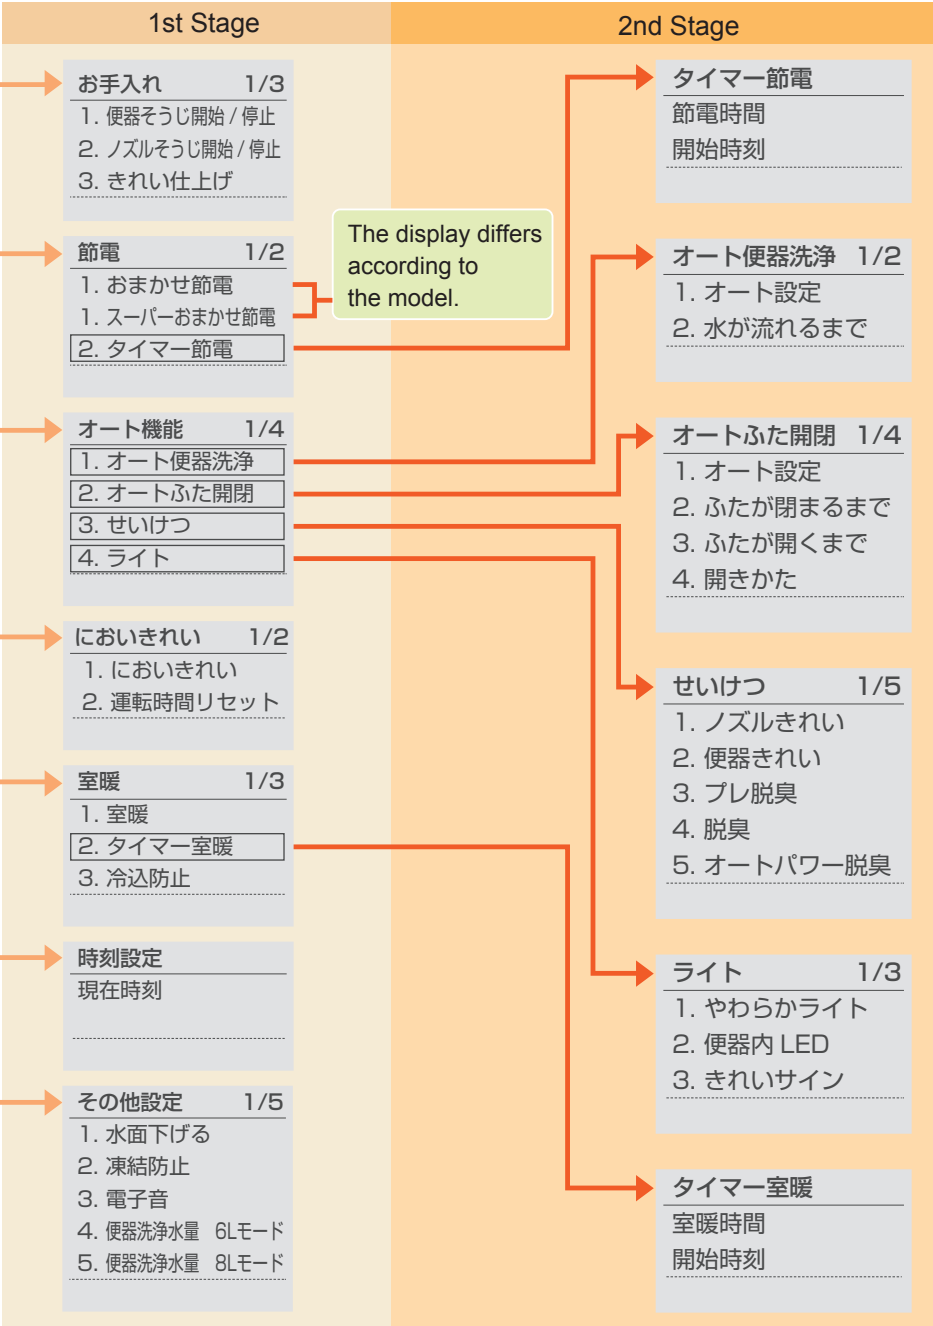 1st Stage
お手入れ 1/3
1. 便器そうじ開始 / 停止
2. ノズルそうじ開始 / 停止
3. きれい仕上げ
節電 1/2
1. おまかせ節電
1. スーパーおまかせ節電
2. タイマー節電
The display differs
according to
the model.
オート機能 1/4
1. オート便器洗浄
2. オートふた開閉
3. せいけつ
4. ライト
においきれい 1/2
1. においきれい
2. 運転時間リセット
室暖 1/3
1. 室暖
2. タイマー室暖
3. 冷込防止
時刻設定
現在時刻
その他設定 1/5
1. 水面下げる
2. 凍結防止
3. 電子音
4. 便器洗浄水量 6Lモード
5. 便器洗浄水量 8Lモード
2nd Stage
タイマー節電
節電時間
開始時刻
オート便器洗浄 1/2
1. オート設定
2. 水が流れるまで
オートふた開閉 1/4
1. オート設定
2. ふたが閉まるまで
3. ふたが開くまで
4. 開きかた
せいけつ 1/5
1. ノズルきれい
2. 便器きれい
3. プレ脱臭
4. 脱臭
5. オートパワー脱臭
ライト 1/3
1. やわらかライト
2. 便器内 LED
3. きれいサイン
タイマー室暖
室暖時間
開始時刻